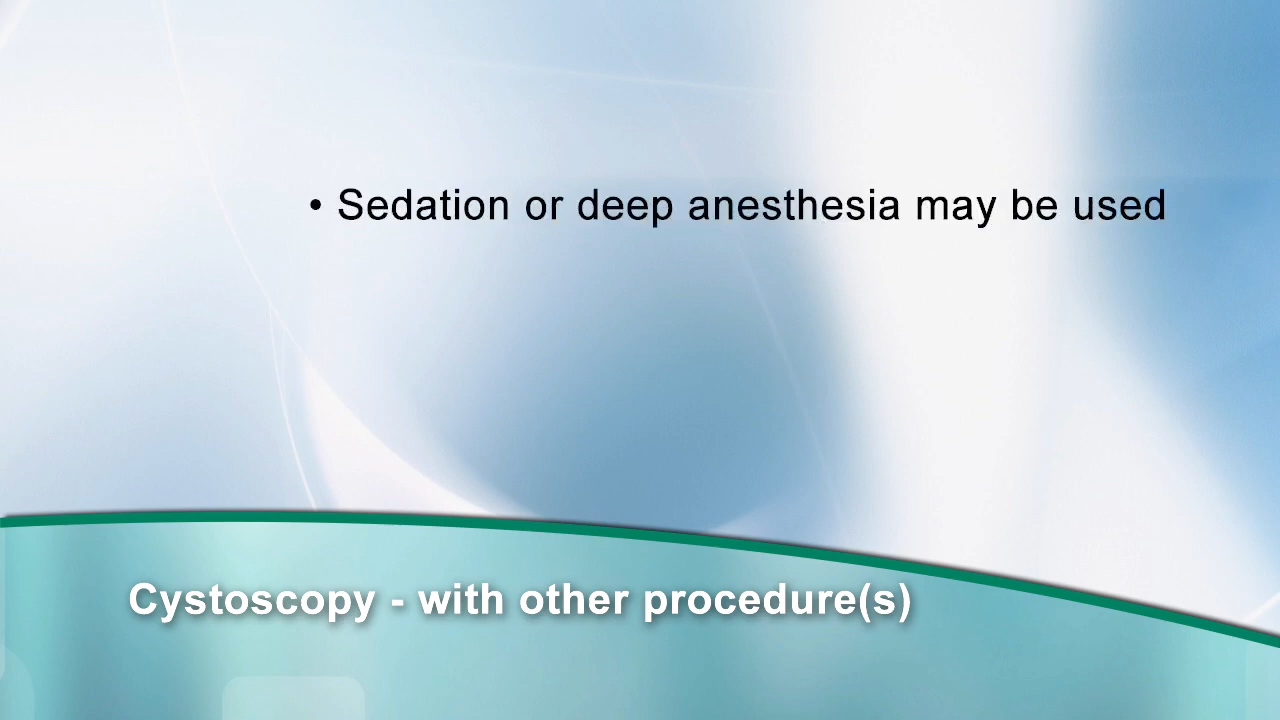 • Sedation or deep anesthesia may be used
Cystoscopy - with other procedure(s)